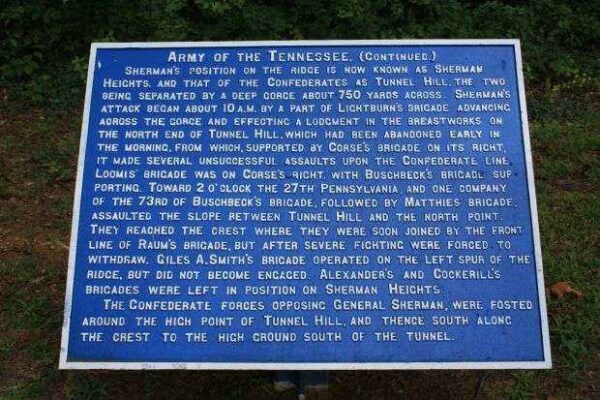 ARMY OF THE TENNESSEE, (CONTINUED.)
SHERMAN'S POSITION ON THE RIDGE IS NOW KNOWN AS SHERMAM
HEIGHTS, AND THAT OF THE CONFEDERATES AS TUNNEL HILL, THE TWO
BEING SEPARATED BY A DEEP GORGE ABOUT 750 YARDS ACROSS. SHERMAN'S
ATTACK BEGAN ABOUT 10 A.M. BY A PART OF LIGHTBURN'S BRIGADE ADVANCING
ACROSS THE GORGE AND EFFECTING A LODGMENT IN THE BREASTWORKS ON
THE NORTH END OF TUNNEL HILL, WHICH HAD BEEN ABANDONED EARLY IN
THE MORNING, FROM WHICH, SUPPORTED BY CORSE'S BRIGADE ON ITS RIGHT,
IT MADE SEVERAL UNSUCCESSFUL ASSAULTS UPON THE CONFEDERATE LINE.
LOOMIS' BRIGADE WAS ON CORSE'S RIGHT, WITH BUSCHBECK'S BRIGADE SUP
PORTING. TOWARD 2 O'CLOCK THE 27TH PENNSYLVANIA, AND ONE COMPANY
OF THE 73RD OF BUSCHBECK'S BRIGADE, FOLLOWED BY MATTHIES' BRIGADE,
ASSAULTED THE SLOPE BETWEEN TUNNEL HILL AND THE NORTH POINT.
THEY REACHED THE CREST WHERE THEY WERE SOON JOINED BY THE FRONT
LINE OF RAUM'S BRIGADE, BUT AFTER SEVERE FIGHTING WERE FORCED TO
WITHDRAW. GILES A. SMITH'S BRIGADE OPERATED ON THE LEFT SPUR OF THE
RIDGE, BUT DID NOT BECOME ENGAGED. ALEXANDER'S AND COCKERILL'S
BRIGADES WERE LEFT IN POSITION ON SHERMAN HEIGHTS.
THE CONFEDERATE FORCES OPPOSING GENERAL SHERMAN, WERE FOSTED
AROUND THE HIGH POINT OF TUNNEL HILL, AND THENCE SOUTH ALONG
THE CREST TO THE HIGH GROUND SOUTH OF THE TUNNEL.